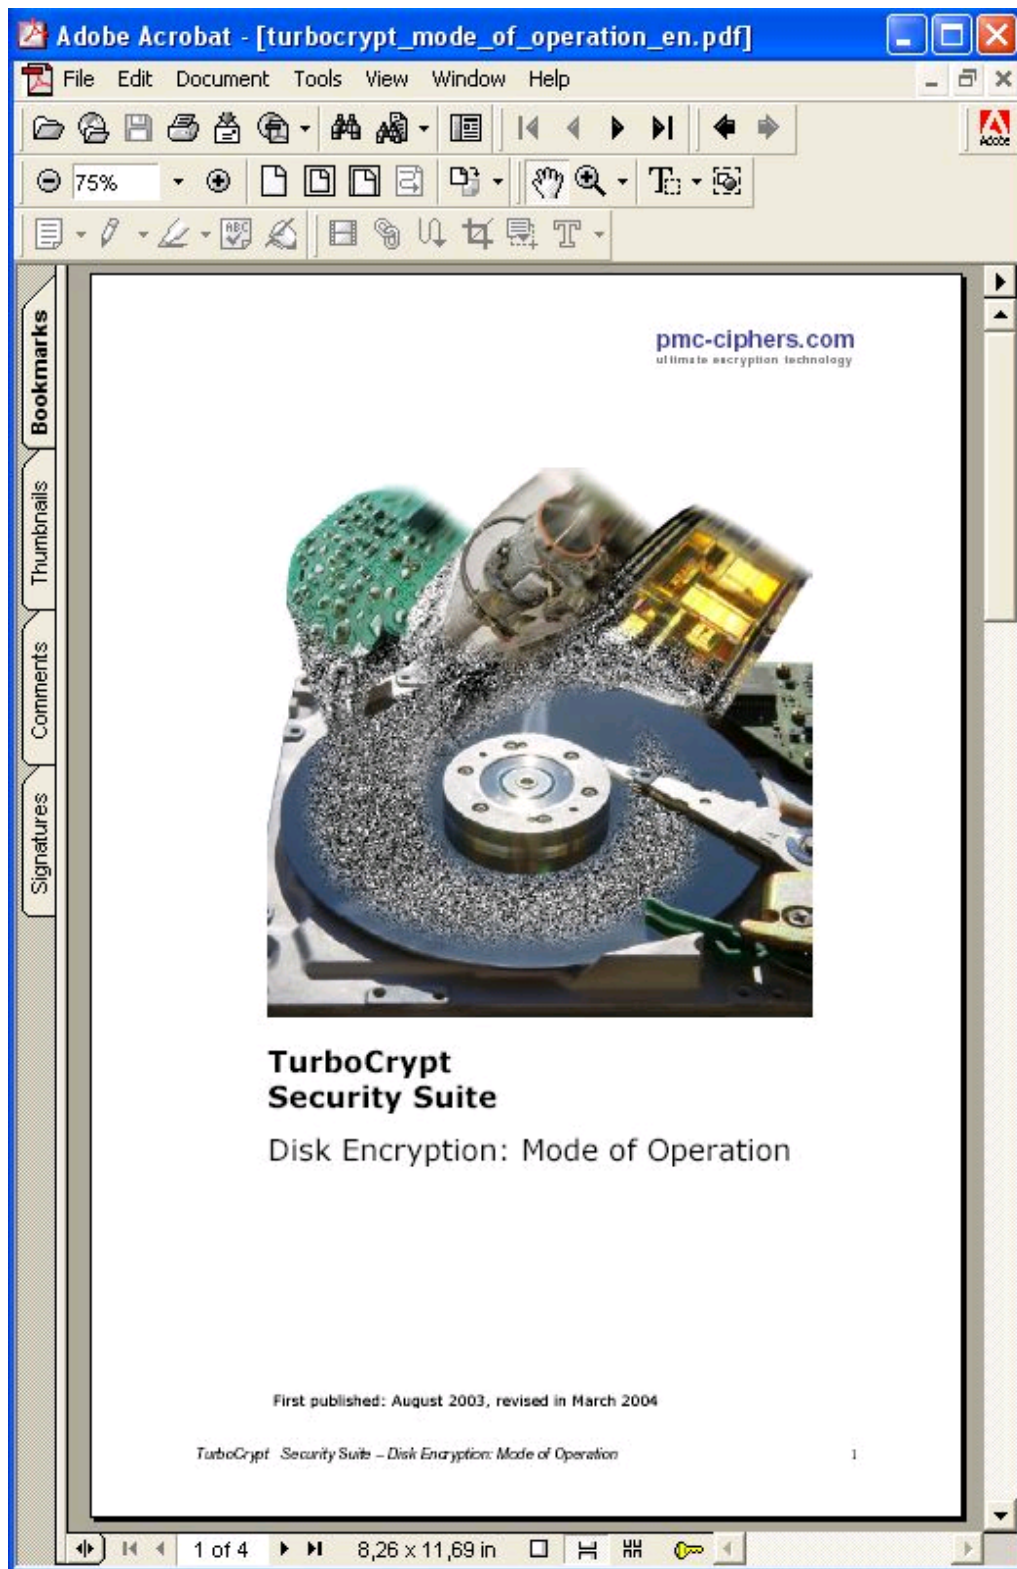 Adobe Acrobat - [turbocrypt_mode_of_operation_en.pdf]
File Edit Document Tools View Window Help
Adobe
75%
Bookmarks
Thumbnails
Comments
Signatures
pmc-ciphers.com
ultimate encryption technology
TurboCrypt
Security Suite
Disk Encryption: Mode of Operation
First published: August 2003, revised in March 2004
TurboCrypt Security Suite – Disk Encryption: Mode of Operation 1
1 of 4 8,26 x 11,69 in